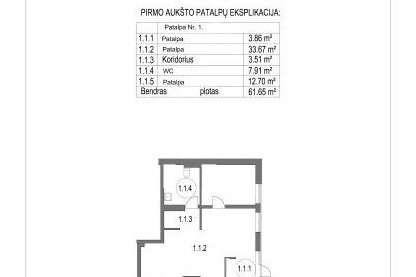 PIRMO AUKŠTO PATALPŲ EKSPLIKACIJA:
Patalpa Nr. 1.
1.1.1 Patalpa 3.86 m²
1.1.2 Patalpa 33.67 m²
1.1.3 Koridorius 3.51 m²
1.1.4 WC 7.91 m²
1.1.5 Patalpa 12.70 m²
Bendras plotas 61.65 m²
1.1.4
1.1.3
1.1.2
1.1.1